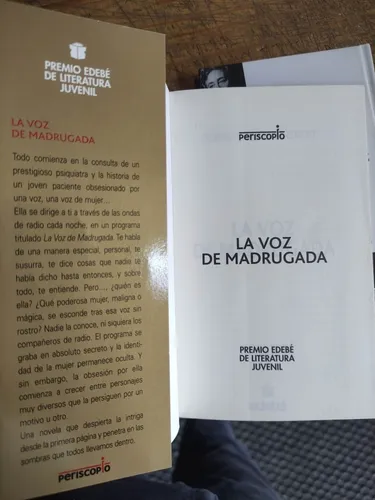 PREMIO EDEBÉ
DE LITERATURA
JUVENIL
LA VOZ
DE MADRUGADA
Todo comienza en la consulta de un
prestigioso psiquiatra y la historia de
un joven paciente obsesionado por
una voz, una voz de mujer...
Ella se dirige a ti a través de las ondas
de radio cada noche, en un programa
titulado La Voz de Madrugada. Te habla
de una manera especial, personal, te
susurra, te dice cosas que nadie te
había dicho hasta entonces, y sobre
todo, te entiende. Pero... ¿quién es
ella? ¿Qué poderosa mujer, maligna o
mágica, se esconde tras esa voz sin
rostro? Nadie la conoce, ni siquiera los
compañeros de radio. El programa se
graba en absoluto secreto y la identi-
dad de la mujer permanece oculta. Y
sin embargo, la obsesión por ella
comienza a crecer entre personajes
muy diversos que la persiguen por un
motivo u otro.
Una novela que despierta la intriga
desde la primera página y penetra en las
sombras que todos llevamos dentro.
PERISCOPIO
PERISCOPIO
LA VOZ
DE MADRUGADA
PREMIO EDEBÉ
DE LITERATURA
JUVENIL